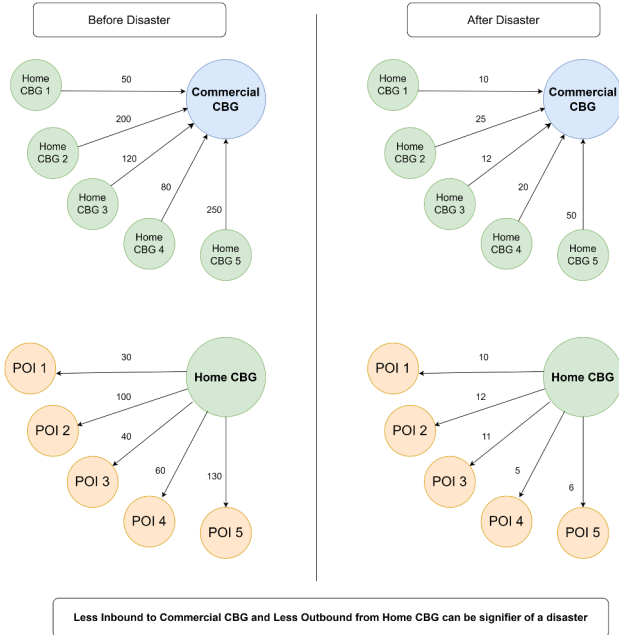 Before Disaster
After Disaster
Home
CBG 1
50
Commercial
CBG
Home
CBG 2
200
Home
CBG 3
120
Home
CBG 4
80
Home
CBG 5
250
Home
CBG 1
10
Commercial
CBG
Home
CBG 2
25
Home
CBG 3
12
Home
CBG 4
20
Home
CBG 5
50
POI 1
30
Home CBG
POI 2
100
POI 3
40
POI 4
60
POI 5
130
POI 1
10
Home CBG
POI 2
12
POI 3
11
POI 4
5
POI 5
6
Less Inbound to Commercial CBG and Less Outbound from Home CBG can be signifier of a disaster